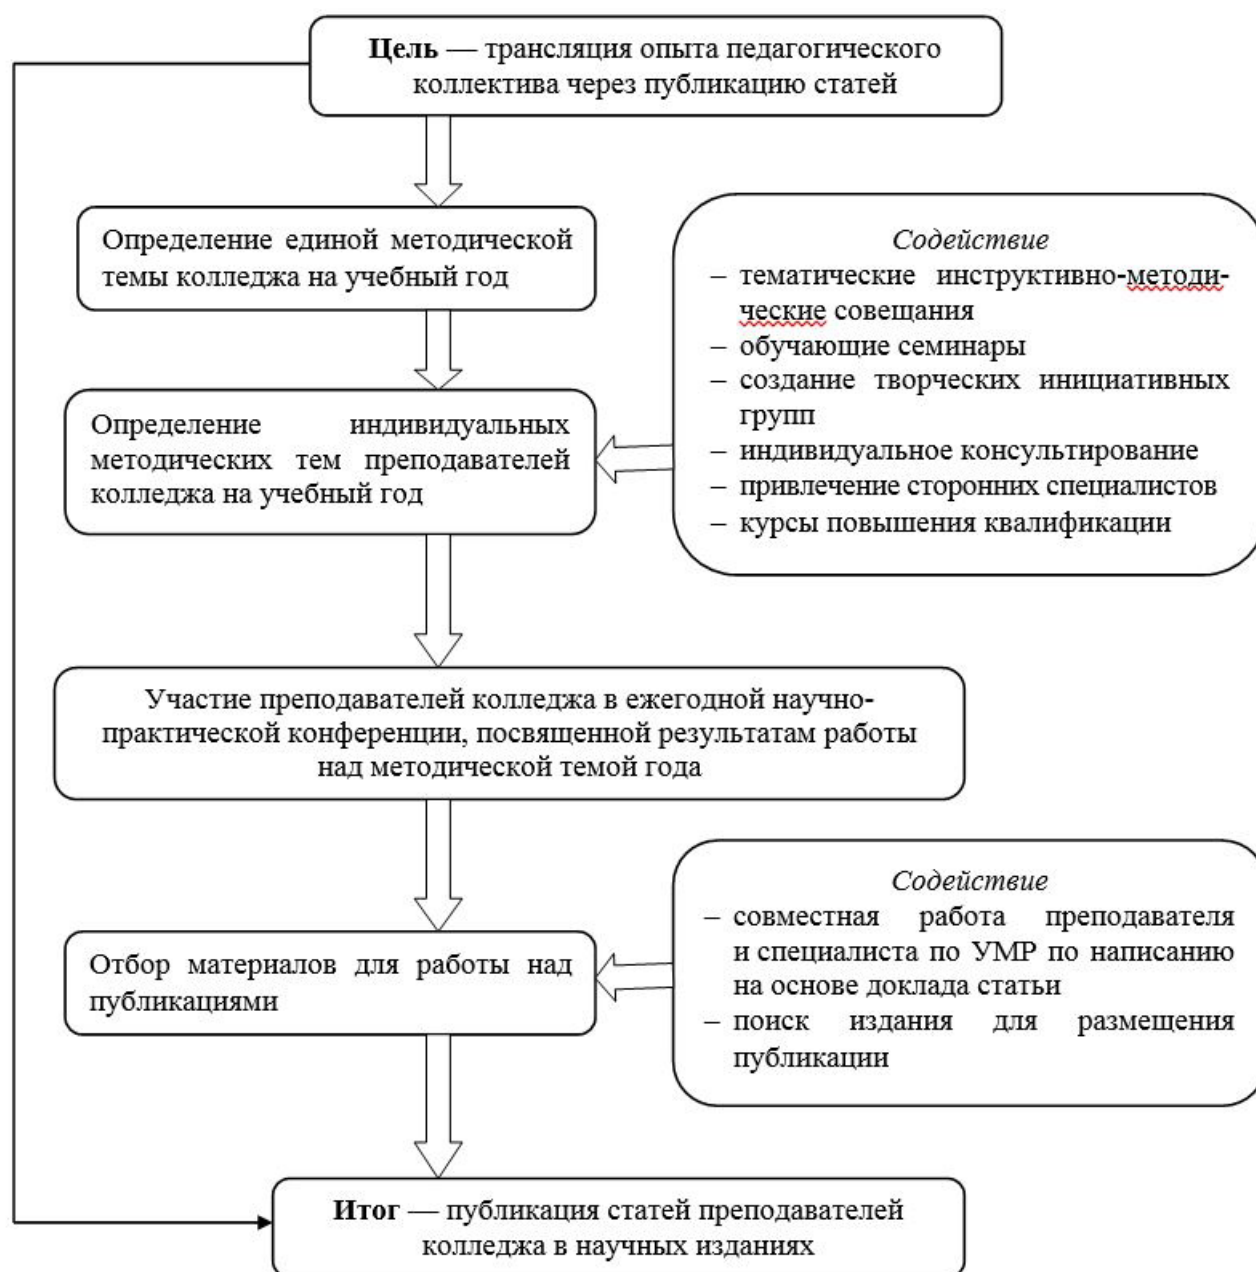 Цель — трансляция опыта педагогического
коллектива через публикацию статей
Определение единой методической
темы колледжа на учебный год
Содействие
– тематические инструктивно-методи-
ческие совещания
– обучающие семинары
– создание творческих инициативных
групп
– индивидуальное консультирование
– привлечение сторонних специалистов
– курсы повышения квалификации
Определение индивидуальных
методических тем преподавателей
колледжа на учебный год
Участие преподавателей колледжа в ежегодной научно-
практической конференции, посвященной результатам работы
над методической темой года
Содействие
– совместная работа преподавателя
и специалиста по УМР по написанию
на основе доклада статьи
– поиск издания для размещения
публикации
Отбор материалов для работы над
публикациями
Итог — публикация статей преподавателей
колледжа в научных изданиях